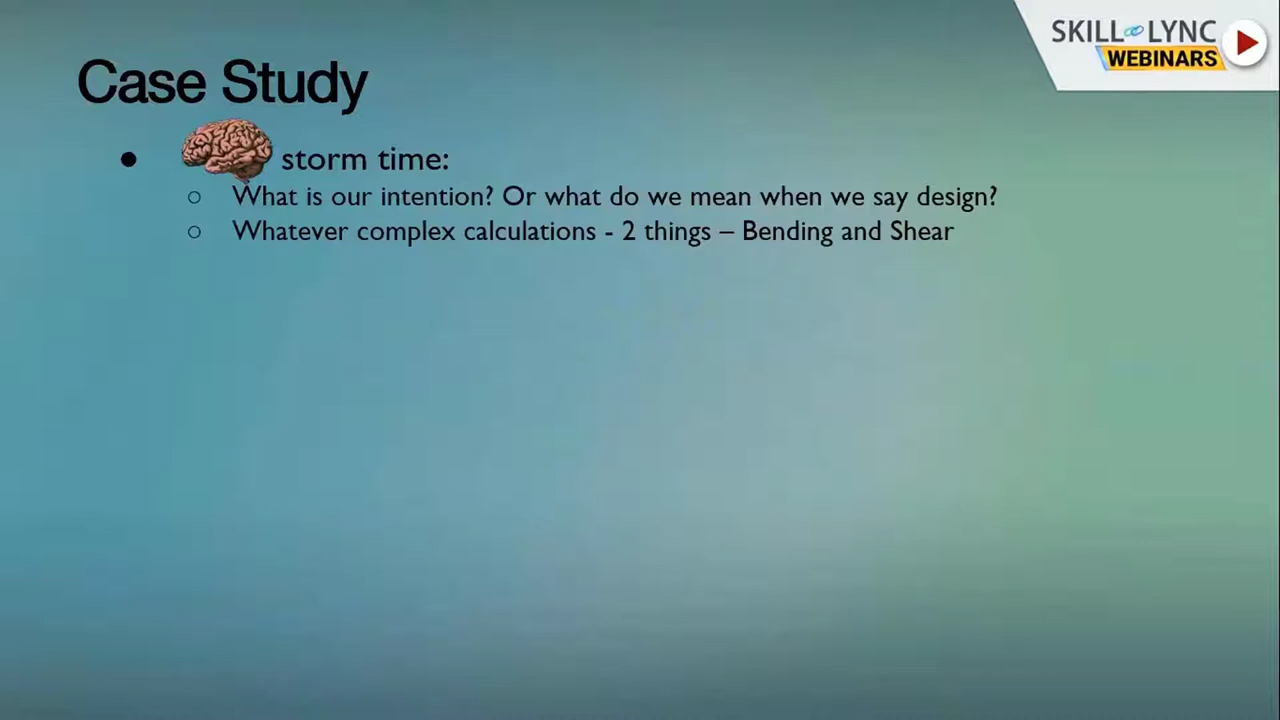 SKILL LYNC
WEBINARS
Case Study
storm time:
What is our intention? Or what do we mean when we say design?
Whatever complex calculations - 2 things – Bending and Shear